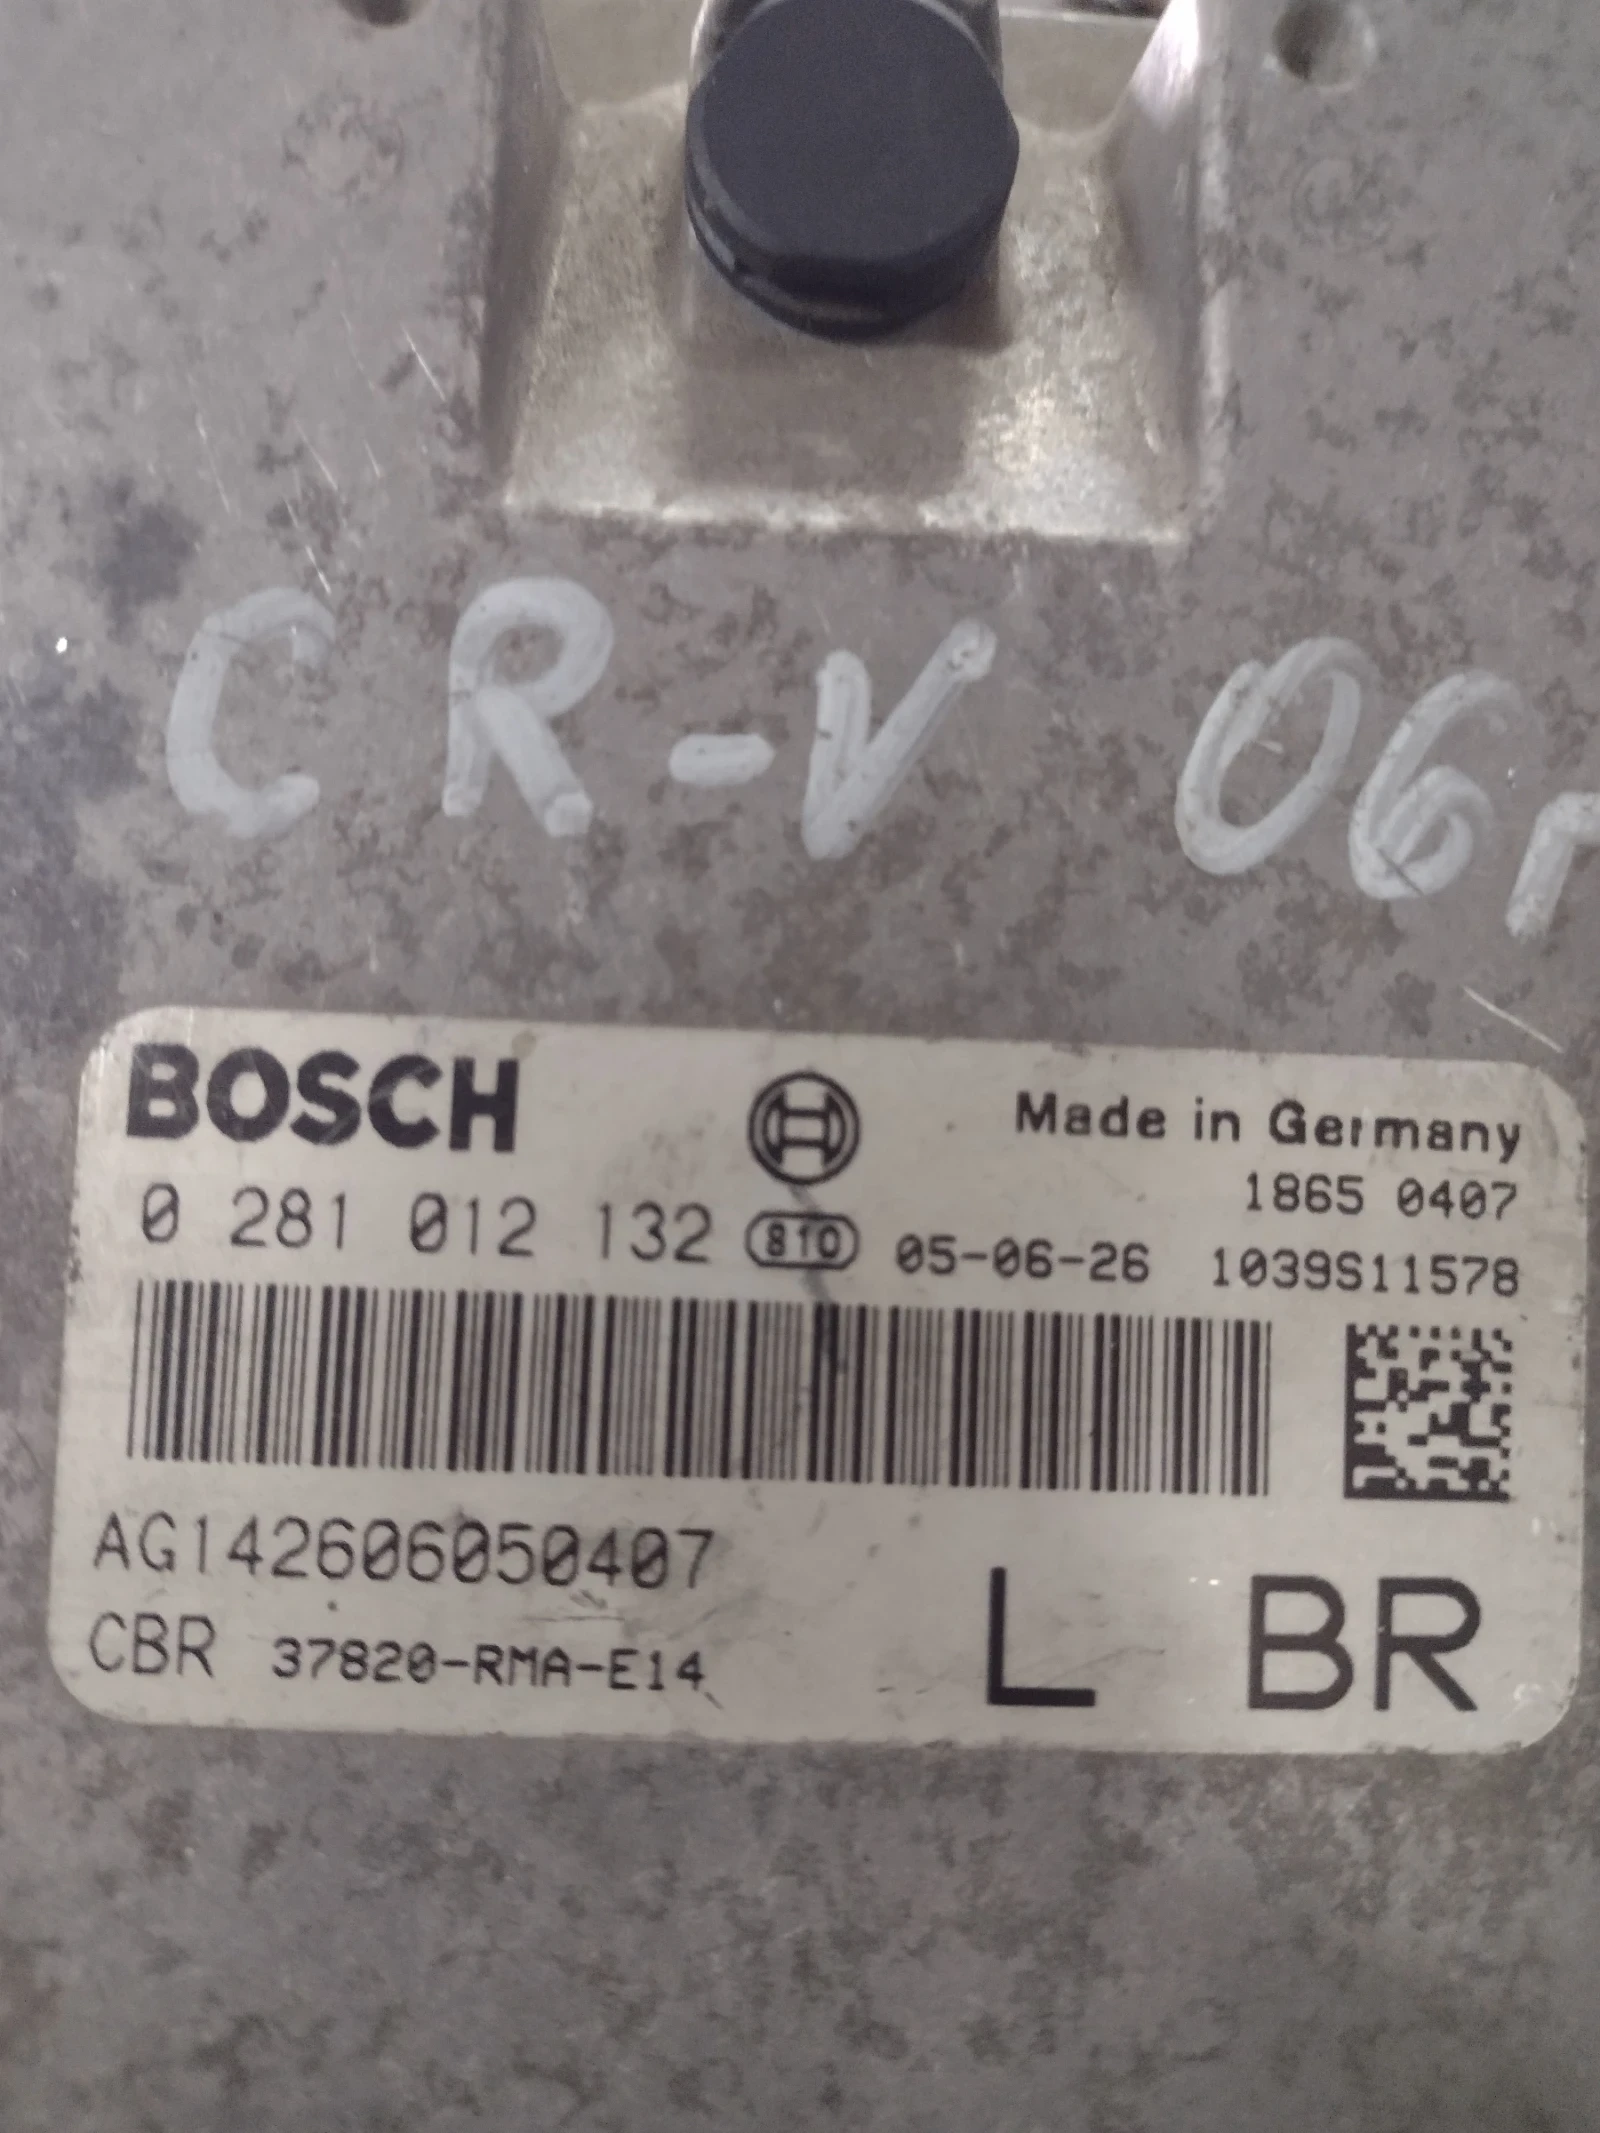 CR-V 06г
BOSCH
Made in Germany
1865 0407
0 281 012 132 810 05-06-26 1039S11578
AG142606050407
CBR 37820-RMA-E14
L BR